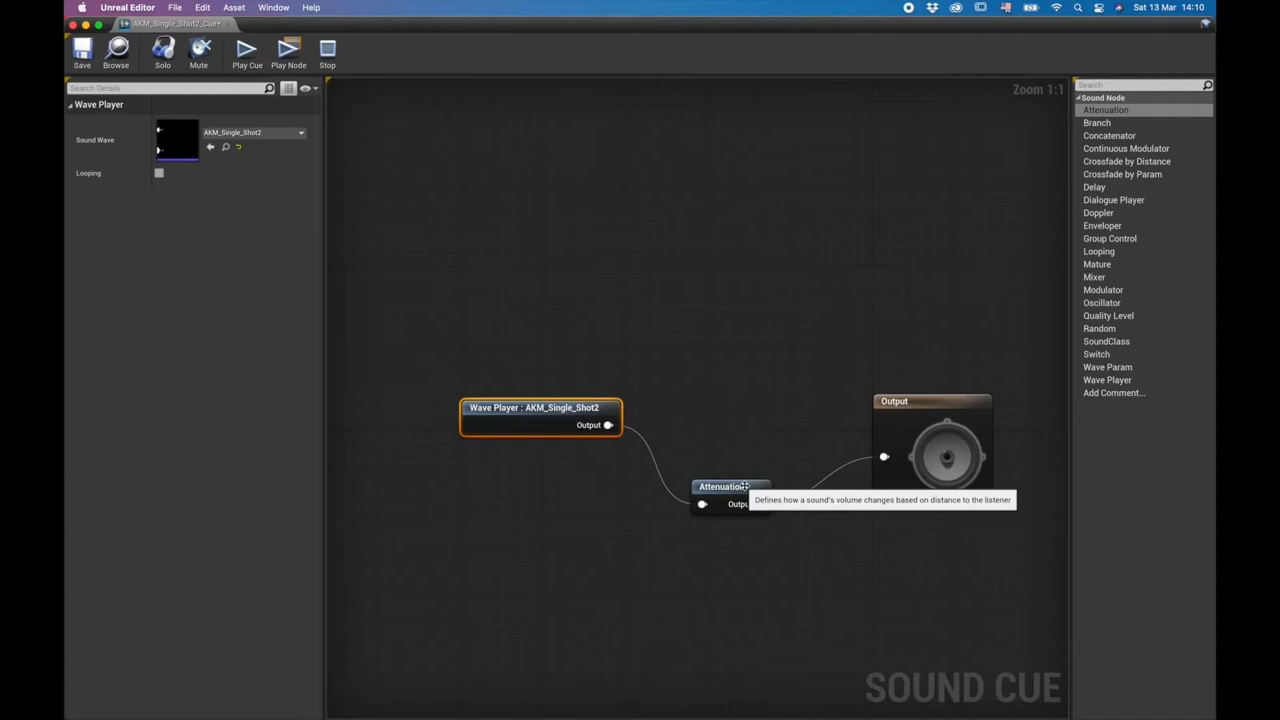 Unreal Editor File Edit Asset Window Help Sat 13 Mar 14:10
AKM_Single_Shot2_Cue*
Save Browse Solo Mute Play Cue Play Node Stop
Search Details
Wave Player
Sound Wave
AKM_Single_Shot2
Looping
Zoom 1:1
Wave Player : AKM_Single_Shot2
Output
Attenuation
Output
Defines how a sound's volume changes based on distance to the listener
SOUND CUE
Search
Sound Node
Attenuation
Branch
Concatenator
Continuous Modulator
Crossfade by Distance
Crossfade by Param
Delay
Dialogue Player
Doppler
Enveloper
Group Control
Looping
Mature
Mixer
Modulator
Oscillator
Quality Level
Random
SoundClass
Switch
Wave Param
Wave Player
Add Comment...